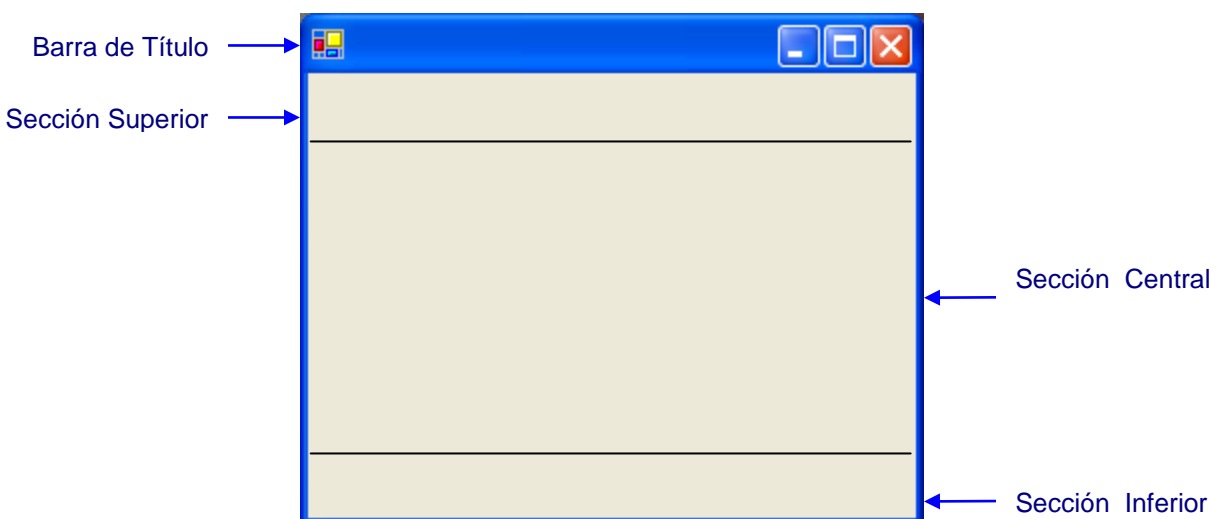 Barra de Título
Sección Superior
Sección Central
Sección Inferior